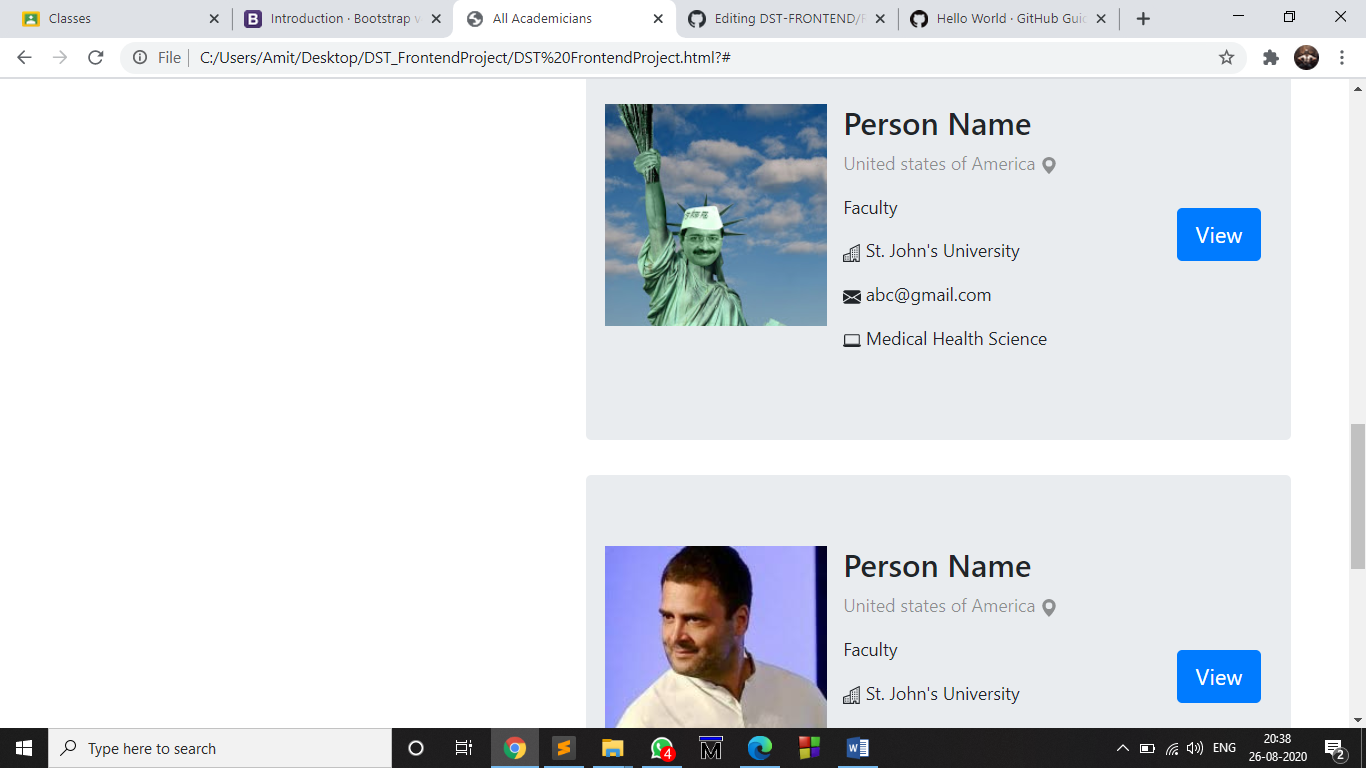 Classes
Introduction · Bootstrap v
All Academicians
Editing DST-FRONTEND/
Hello World · GitHub Guid
File
C:/Users/Amit/Desktop/DST_FrontendProject/DST%20FrontendProject.html?#
Person Name
United states of America
Faculty
St. John's University
abc@gmail.com
Medical Health Science
View
Person Name
United states of America
Faculty
St. John's University
View
Type here to search
4
ENG
20:38
26-08-2020
2